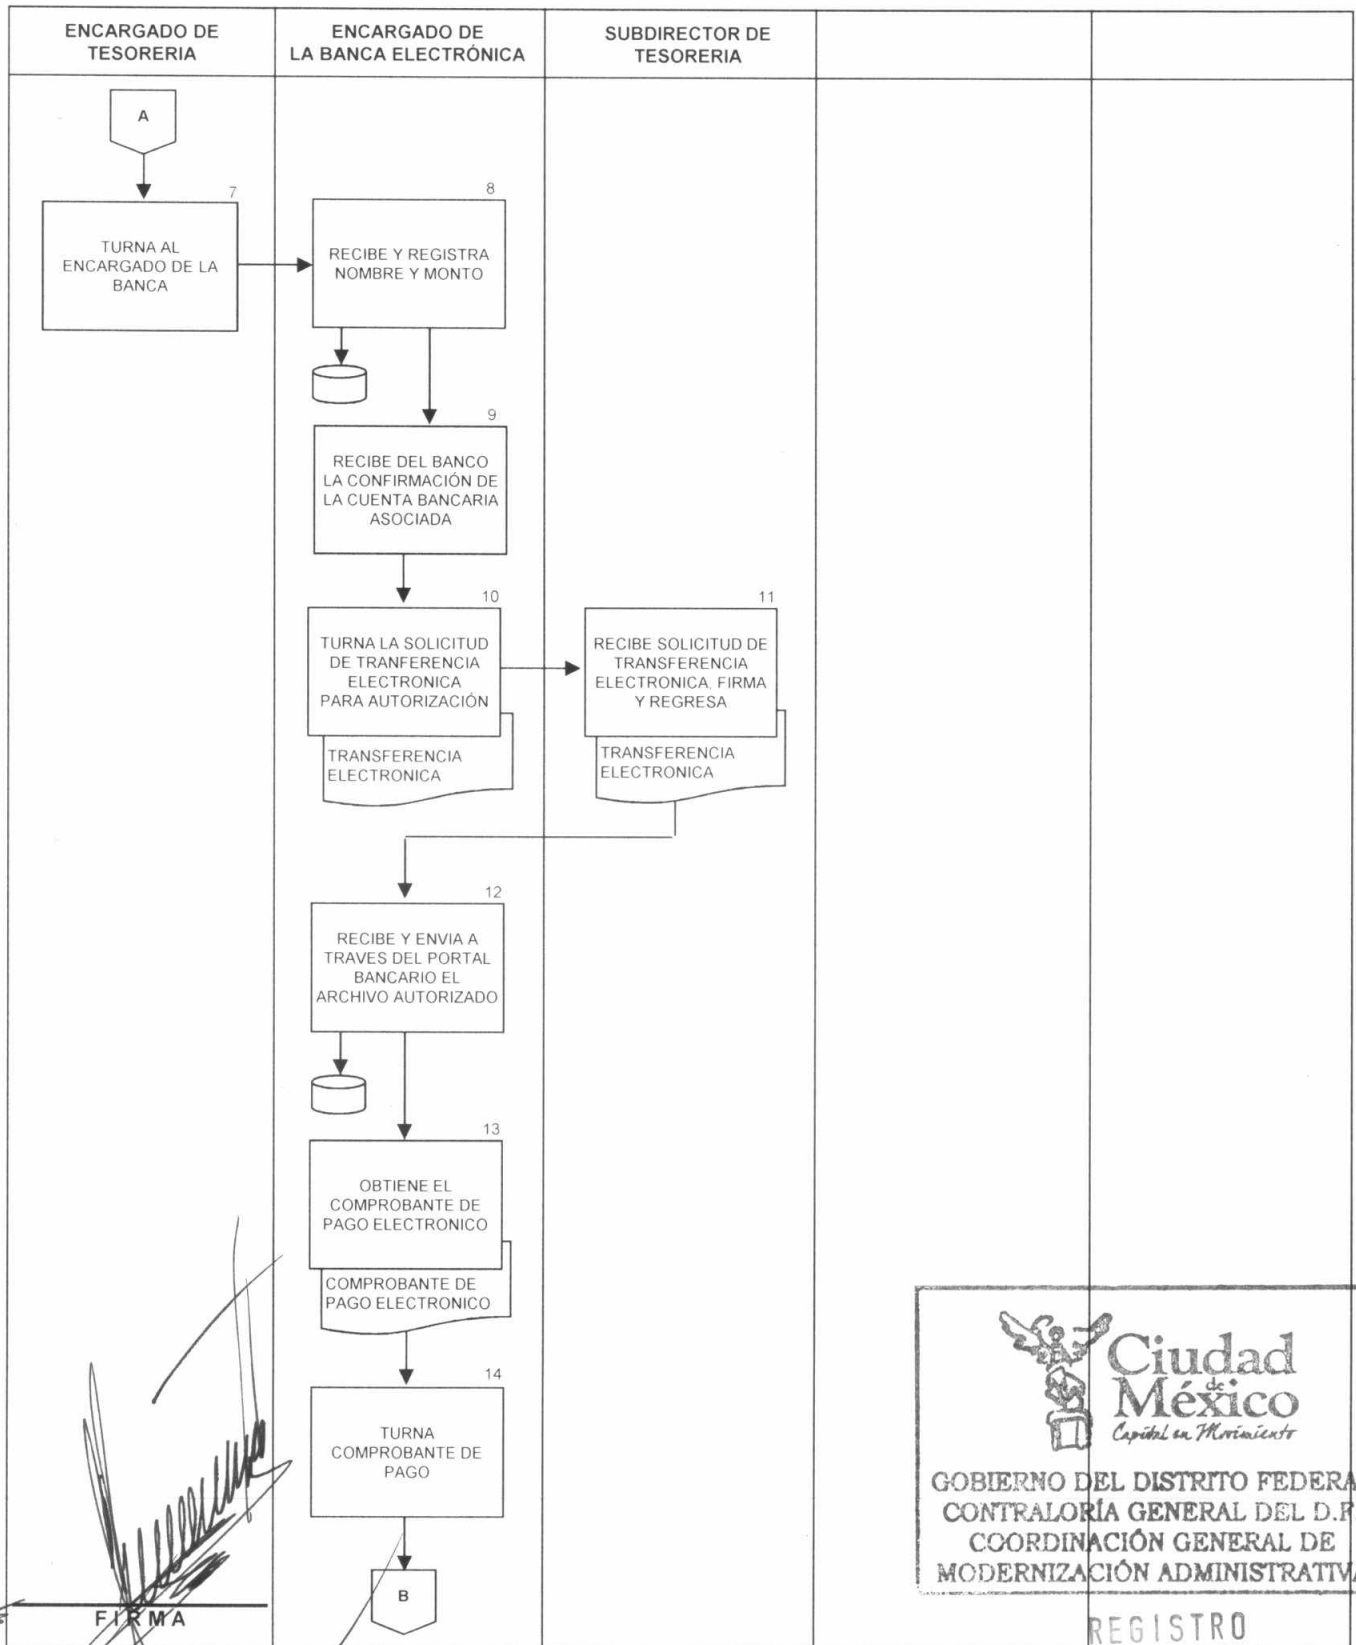 ENCARGADO DE
TESORERIA
ENCARGADO DE
LA BANCA ELECTRÓNICA
SUBDIRECTOR DE
TESORERIA
A
7
TURNA AL
ENCARGADO DE LA
BANCA
8
RECIBE Y REGISTRA
NOMBRE Y MONTO
9
RECIBE DEL BANCO
LA CONFIRMACIÓN DE
LA CUENTA BANCARIA
ASOCIADA
10
TURNA LA SOLICITUD
DE TRANFERENCIA
ELECTRONICA
PARA AUTORIZACIÓN
TRANSFERENCIA
ELECTRONICA
11
RECIBE SOLICITUD DE
TRANSFERENCIA
ELECTRONICA, FIRMA
Y REGRESA
TRANSFERENCIA
ELECTRONICA
12
RECIBE Y ENVIA A
TRAVES DEL PORTAL
BANCARIO EL
ARCHIVO AUTORIZADO
13
OBTIENE EL
COMPROBANTE DE
PAGO ELECTRONICO
COMPROBANTE DE
PAGO ELECTRONICO
14
TURNA
COMPROBANTE DE
PAGO
B
FIRMA
Ciudad
de
México
Capital en Movimiento
GOBIERNO DEL DISTRITO FEDERA
CONTRALORÍA GENERAL DEL D.F
COORDINACIÓN GENERAL DE
MODERNIZACIÓN ADMINISTRATIVA
REGISTRO